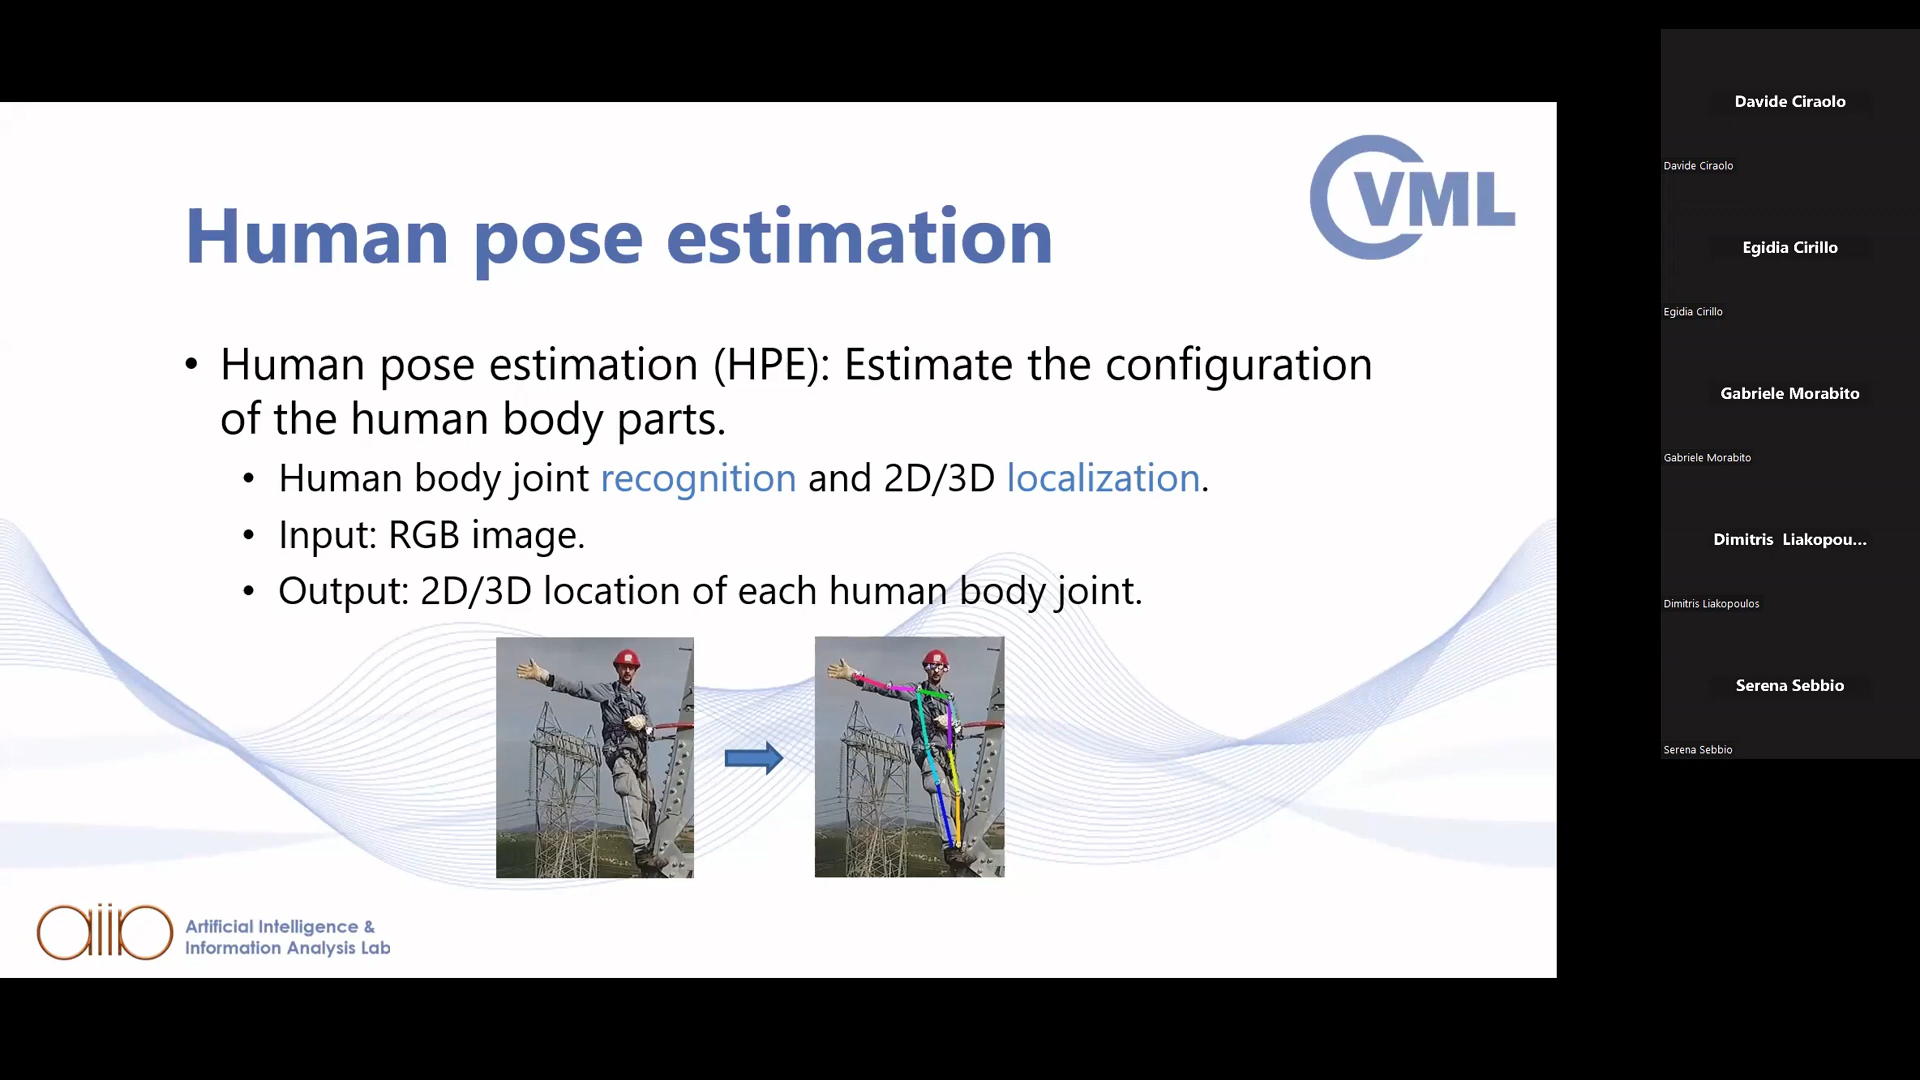 CVML
Human pose estimation
• Human pose estimation (HPE): Estimate the configuration
of the human body parts.
• Human body joint recognition and 2D/3D localization.
• Input: RGB image.
• Output: 2D/3D location of each human body joint.
aiia
Artificial Intelligence &
Information Analysis Lab
Davide Ciraolo
Davide Ciraolo
Egidia Cirillo
Egidia Cirillo
Gabriele Morabito
Gabriele Morabito
Dimitris Liakopou...
Dimitris Liakopoulos
Serena Sebbio
Serena Sebbio